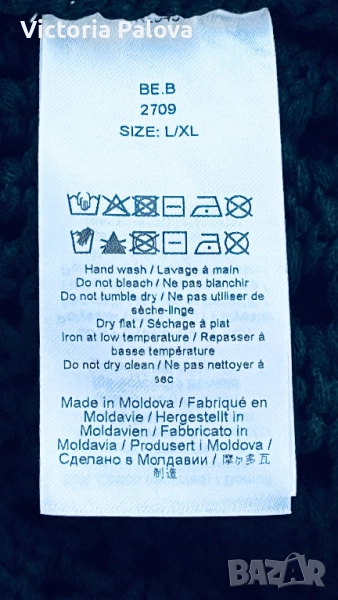 Viktoria Palova
BE.B
2709
SIZE: L/XL
Hand wash / Lavage à main
Do not bleach / Ne pas blanchir
Do not tumble dry / Ne pas utiliser de
sèche-linge
Dry flat / Séchage à plat
Iron at low temperature / Repasser à
basse température
Do not dry clean / Ne pas nettoyer à
sec
Made in Moldova / Fabriqué en
Moldavie / Hergestellt in
Moldavien / Fabbricato in
Moldavia / Produsert i Moldova /
Сделано в Молдавии / 摩尔多瓦
制造
BAZAR